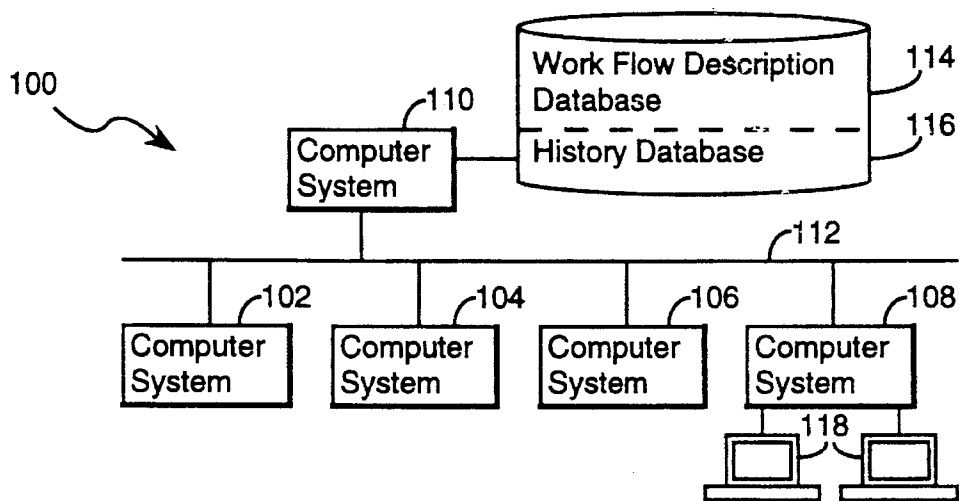 100
110
Computer
System
Work Flow Description
Database
History Database
114
116
112
102
Computer
System
104
Computer
System
106
Computer
System
108
Computer
System
118